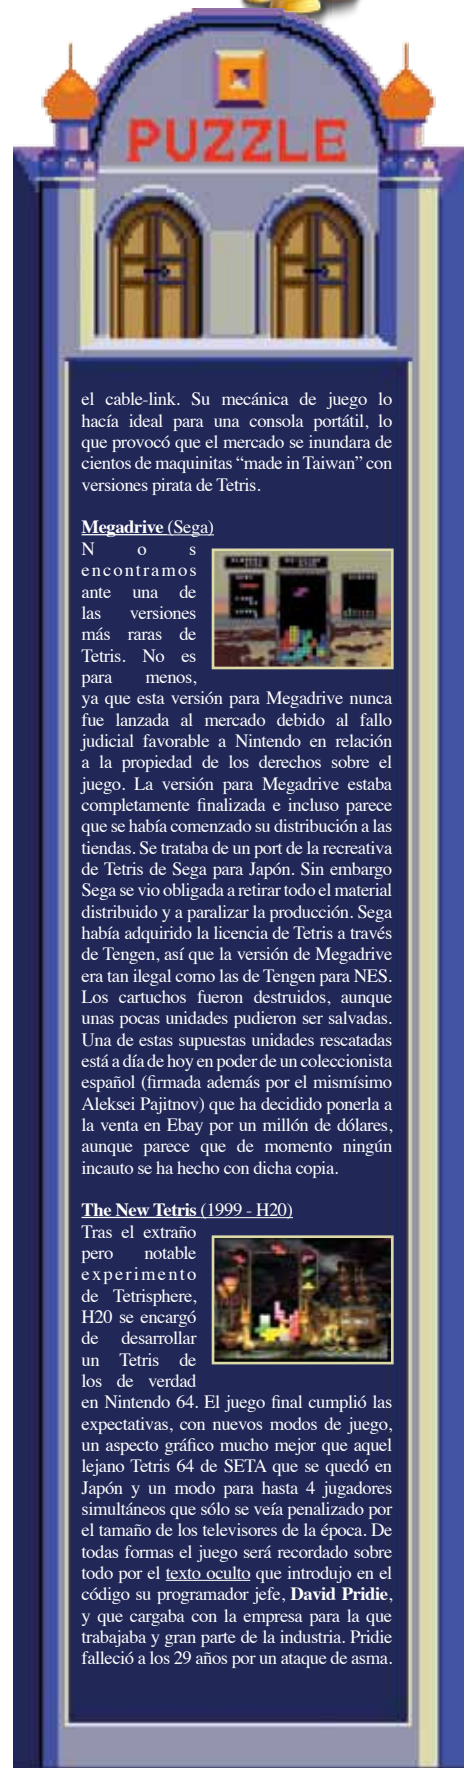 PUZZLE
el cable-link. Su mecánica de juego lo
hacía ideal para una consola portátil, lo
que provocó que el mercado se inundara de
cientos de maquinitas “made in Taiwan” con
versiones pirata de Tetris.
Megadrive (Sega)
Nos
encontramos
ante una de
las versiones
más raras de
Tetris. No es
para menos,
ya que esta versión para Megadrive nunca
fue lanzada al mercado debido al fallo
judicial favorable a Nintendo en relación
a la propiedad de los derechos sobre el
juego. La versión para Megadrive estaba
completamente finalizada e incluso parece
que se había comenzado su distribución a las
tiendas. Se trataba de un port de la recreativa
de Tetris de Sega para Japón. Sin embargo
Sega se vio obligada a retirar todo el material
distribuido y a paralizar la producción. Sega
había adquirido la licencia de Tetris a través
de Tengen, así que la versión de Megadrive
era tan ilegal como las de Tengen para NES.
Los cartuchos fueron destruidos, aunque
unas pocas unidades pudieron ser salvadas.
Una de estas supuestas unidades rescatadas
está a día de hoy en poder de un coleccionista
español (firmada además por el mismísimo
Aleksei Pajitnov) que ha decidido ponerla a
la venta en Ebay por un millón de dólares,
aunque parece que de momento ningún
incauto se ha hecho con dicha copia.
The New Tetris (1999 - H20)
Tras el extraño
pero notable
experimento
de Tetrisphere,
H20 se encargó
de desarrollar
un Tetris de
los de verdad
en Nintendo 64. El juego final cumplió las
expectativas, con nuevos modos de juego,
un aspecto gráfico mucho mejor que aquel
lejano Tetris 64 de SETA que se quedó en
Japón y un modo para hasta 4 jugadores
simultáneos que sólo se veía penalizado por
el tamaño de los televisores de la época. De
todas formas el juego será recordado sobre
todo por el texto oculto que introdujo en el
código su programador jefe, David Pridie,
y que cargaba con la empresa para la que
trabajaba y gran parte de la industria. Pridie
falleció a los 29 años por un ataque de asma.